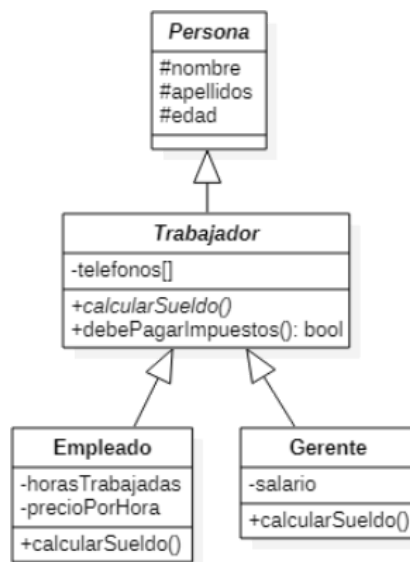 Persona
#nombre
#apellidos
#edad
Trabajador
-telefonos[]
+calcularSueldo()
+debePagarImpuestos(): bool
Empleado
-horasTrabajadas
-precioPorHora
+calcularSueldo()
Gerente
-salario
+calcularSueldo()